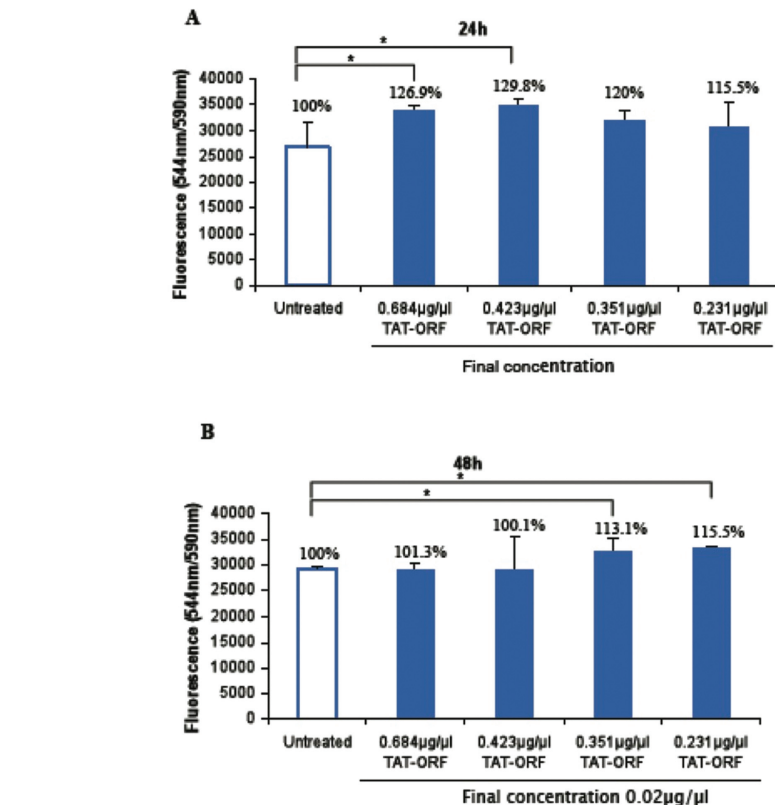 A
24h
*
*
Fluorescence (544nm/590nm)
40000
35000
30000
25000
20000
15000
10000
5000
0
100%
126.9%
129.8%
120%
115.5%
Untreated
0.684µg/µl
TAT-ORF
0.423µg/µl
TAT-ORF
0.351µg/µl
TAT-ORF
0.231µg/µl
TAT-ORF
Final concentration
B
48h
*
*
Fluorescence (544nm/590nm)
40000
35000
30000
25000
20000
15000
10000
5000
0
100%
101.3%
100.1%
113.1%
115.5%
Untreated
0.684µg/µl
TAT-ORF
0.423µg/µl
TAT-ORF
0.351µg/µl
TAT-ORF
0.231µg/µl
TAT-ORF
Final concentration 0.02µg/µl